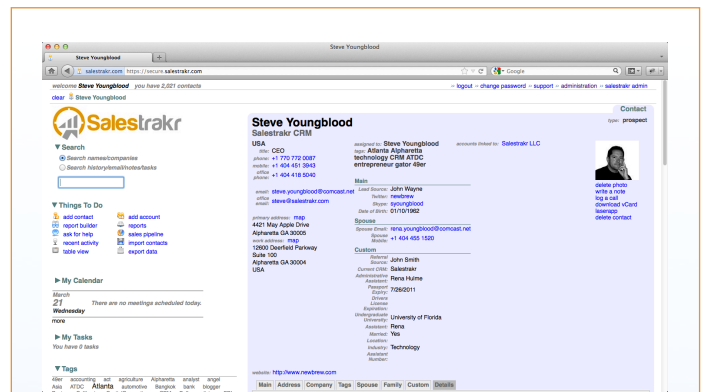 Steve Youngblood
Steve Youngblood
salestrakr.com https://secure.salestrakr.com
Google
welcome Steve Youngblood you have 2,021 contacts
logout change password support administration salestrakr admin
clear Steve Youngblood
Salestrakr
Search
Search names/companies
Search history/email/notes/tasks
Things To Do
add contact
add account
report builder
reports
ask for help
sales pipeline
recent activity
import contacts
table view
export data
My Calendar
March
21
Wednesday
There are no meetings scheduled today.
more
My Tasks
You have 0 tasks
Tags
49er accounting act agriculture Alpharetta analyst angel
Asia ATDC Atlanta automotive Bangkok bank blogger
Contact
Steve Youngblood
type: prospect
Salestrakr CRM
USA
title: CEO
phone: +1 770 772 0087
mobile: +1 404 451 3943
office phone: +1 404 418 5040
email: steve.youngblood@comcast.net
office email: steve@salestrakr.com
primary address: map
4421 May Apple Drive
Alpharetta GA 30005
work address: map
12600 Deerfield Parkway
Suite 100
Alpharetta GA 30004
USA
website: http://www.newbrew.com
assigned to: Steve Youngblood
tags: Atlanta Alpharetta
technology CRM ATDC
entrepreneur gator 49er
accounts linked to: Salestrakr LLC
Main
Lead Source: John Wayne
Twitter: newbrew
Skype: syoungblood
Date of Birth: 01/10/1962
Spouse
Spouse Email: rena.youngblood@comcast.net
Spouse Mobile: +1 404 455 1520
Custom
Referral Source: John Smith
Current CRM: Salestrakr
Administrative Assistant: Rena Hulme
Passport Expiry: 7/26/2011
Drivers License Expiration:
Undergraduate University: University of Florida
Assistant: Rena
Married: Yes
Location:
Industry: Technology
Assistant Number:
delete photo
write a note
log a call
download vCard
laserapp
delete contact
Main Address Company Tags Spouse Family Custom Details